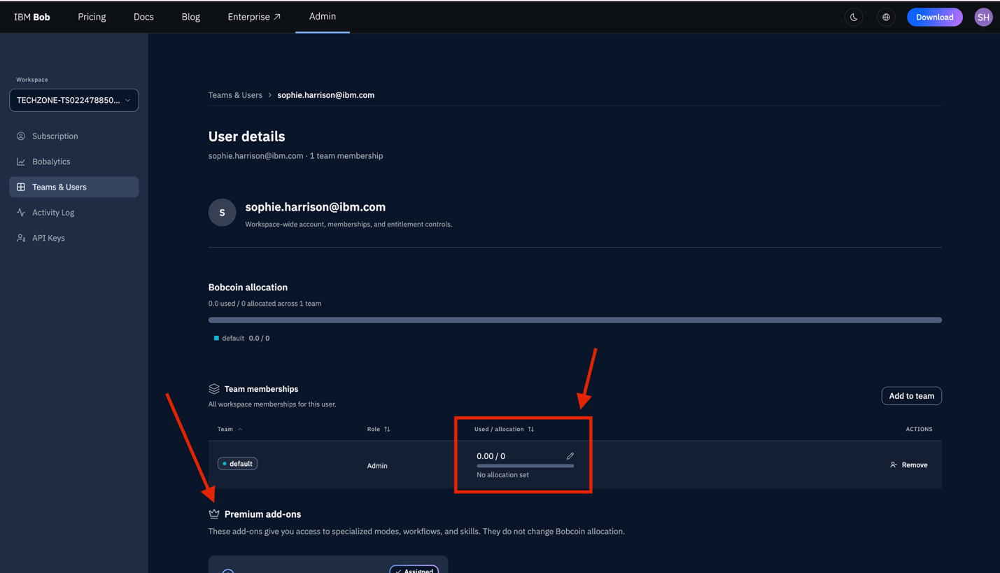 IBM Bob Pricing Docs Blog Enterprise ↗ Admin Download SH
Workspace
TECHZONE-TS022478850...
Subscription
Bobalytics
Teams & Users
Activity Log
API Keys
Teams & Users > sophie.harrison@ibm.com
User details
sophie.harrison@ibm.com · 1 team membership
S
sophie.harrison@ibm.com
Workspace-wide account, memberships, and entitlement controls.
Bobcoin allocation
0.0 used / 0 allocated across 1 team
default 0.0 / 0
Team memberships
All workspace memberships for this user.
Add to team
Team Role Used / allocation ACTIONS
default Admin 0.00 / 0 Remove
No allocation set
Premium add-ons
These add-ons give you access to specialized modes, workflows, and skills. They do not change Bobcoin allocation.
Assigned